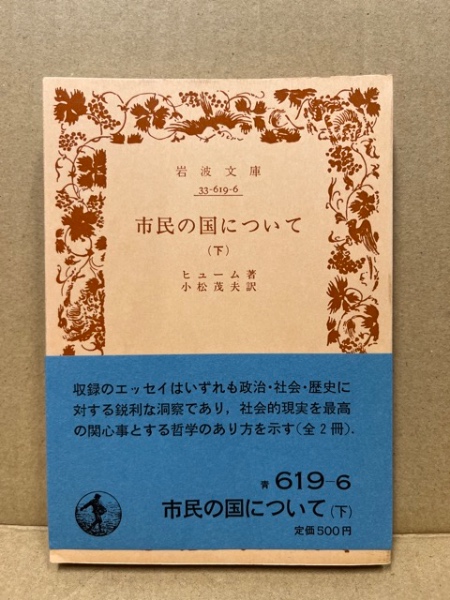 岩波文庫
33-619-6
市民の国について
(下)
ヒューム著
小松茂夫訳
収録のエッセイはいずれも政治・社会・歴史に
対する鋭利な洞察であり，社会的現実を最高
の関心事とする哲学のあり方を示す(全2冊).
青 619-6
市民の国について(下)
定価500円